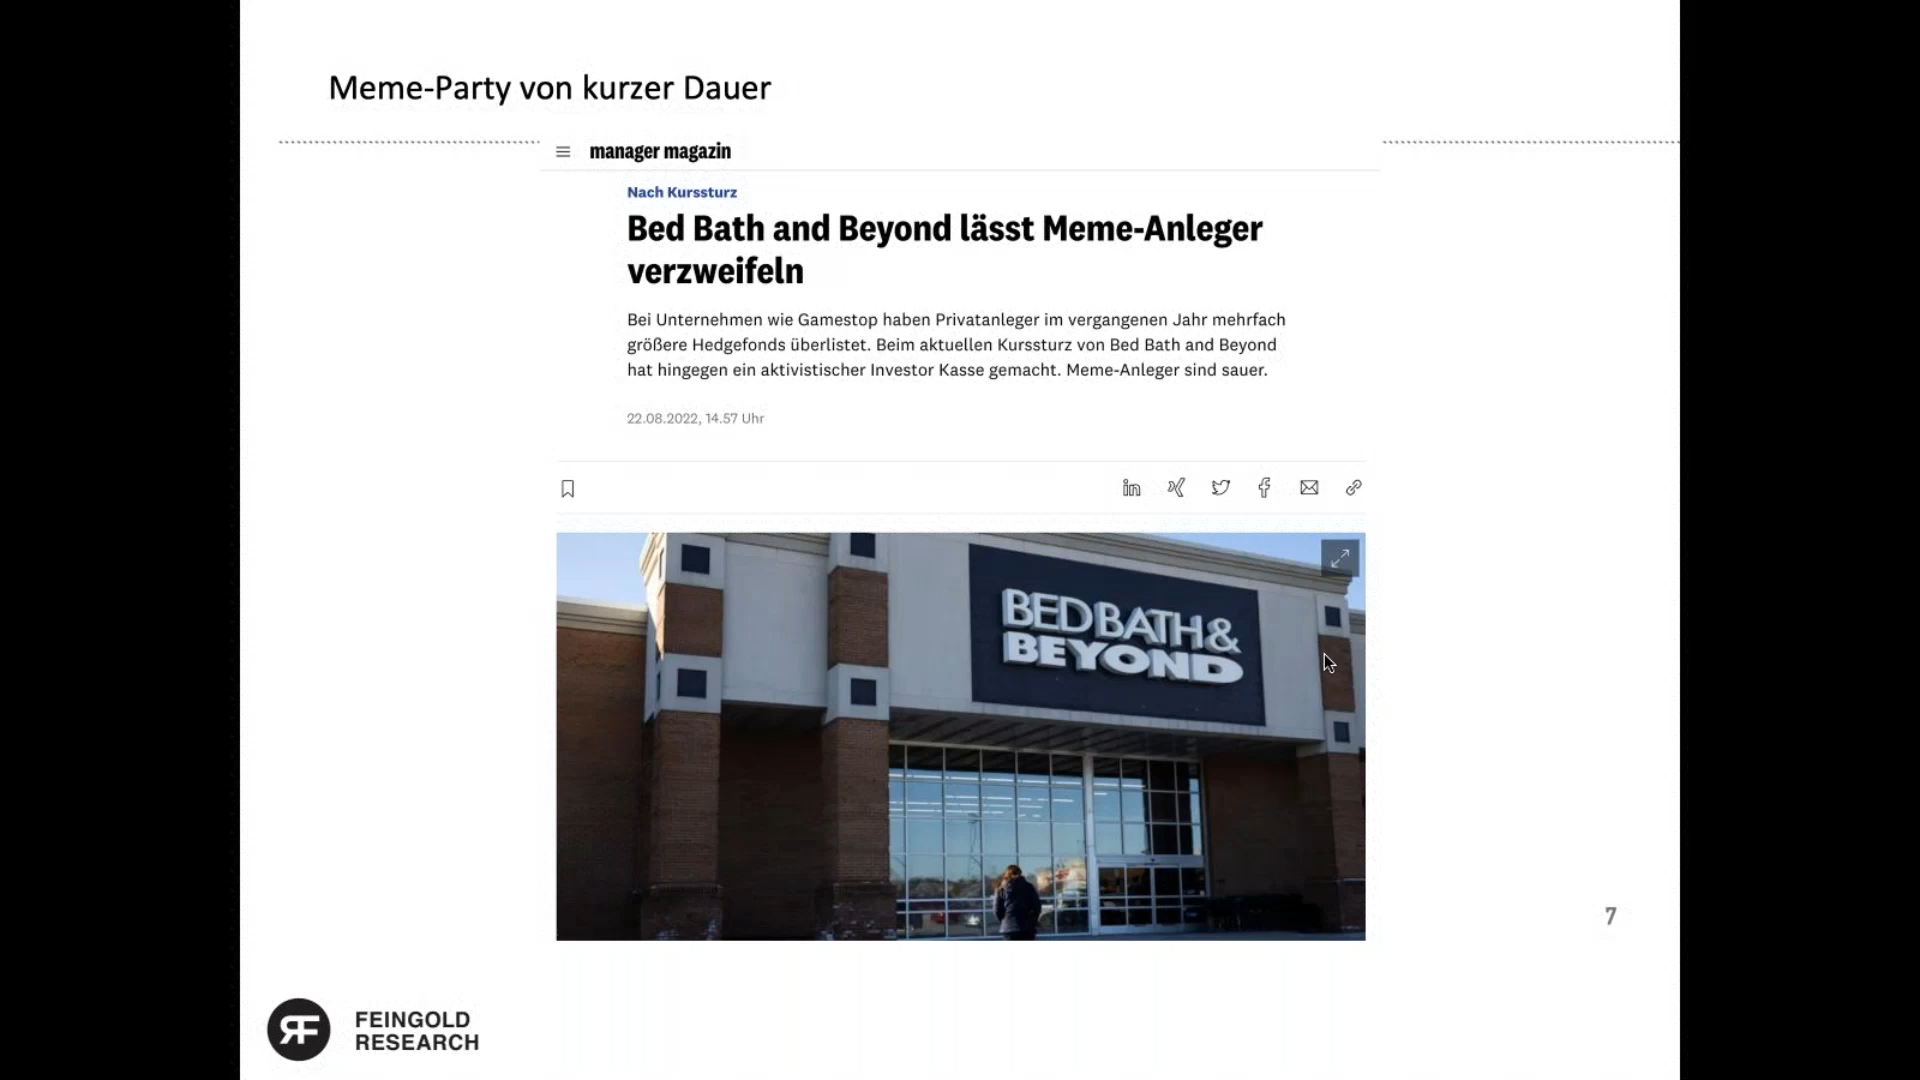 Meme-Party von kurzer Dauer
manager magazin
Nach Kurssturz
Bed Bath and Beyond lässt Meme-Anleger
verzweifeln
Bei Unternehmen wie Gamestop haben Privatanleger im vergangenen Jahr mehrfach
größere Hedgefonds überlistet. Beim aktuellen Kurssturz von Bed Bath and Beyond
hat hingegen ein aktivistischer Investor Kasse gemacht. Meme-Anleger sind sauer.
22.08.2022, 14.57 Uhr
in
BED BATH &
BEYOND
7
RF
FEINGOLD
RESEARCH